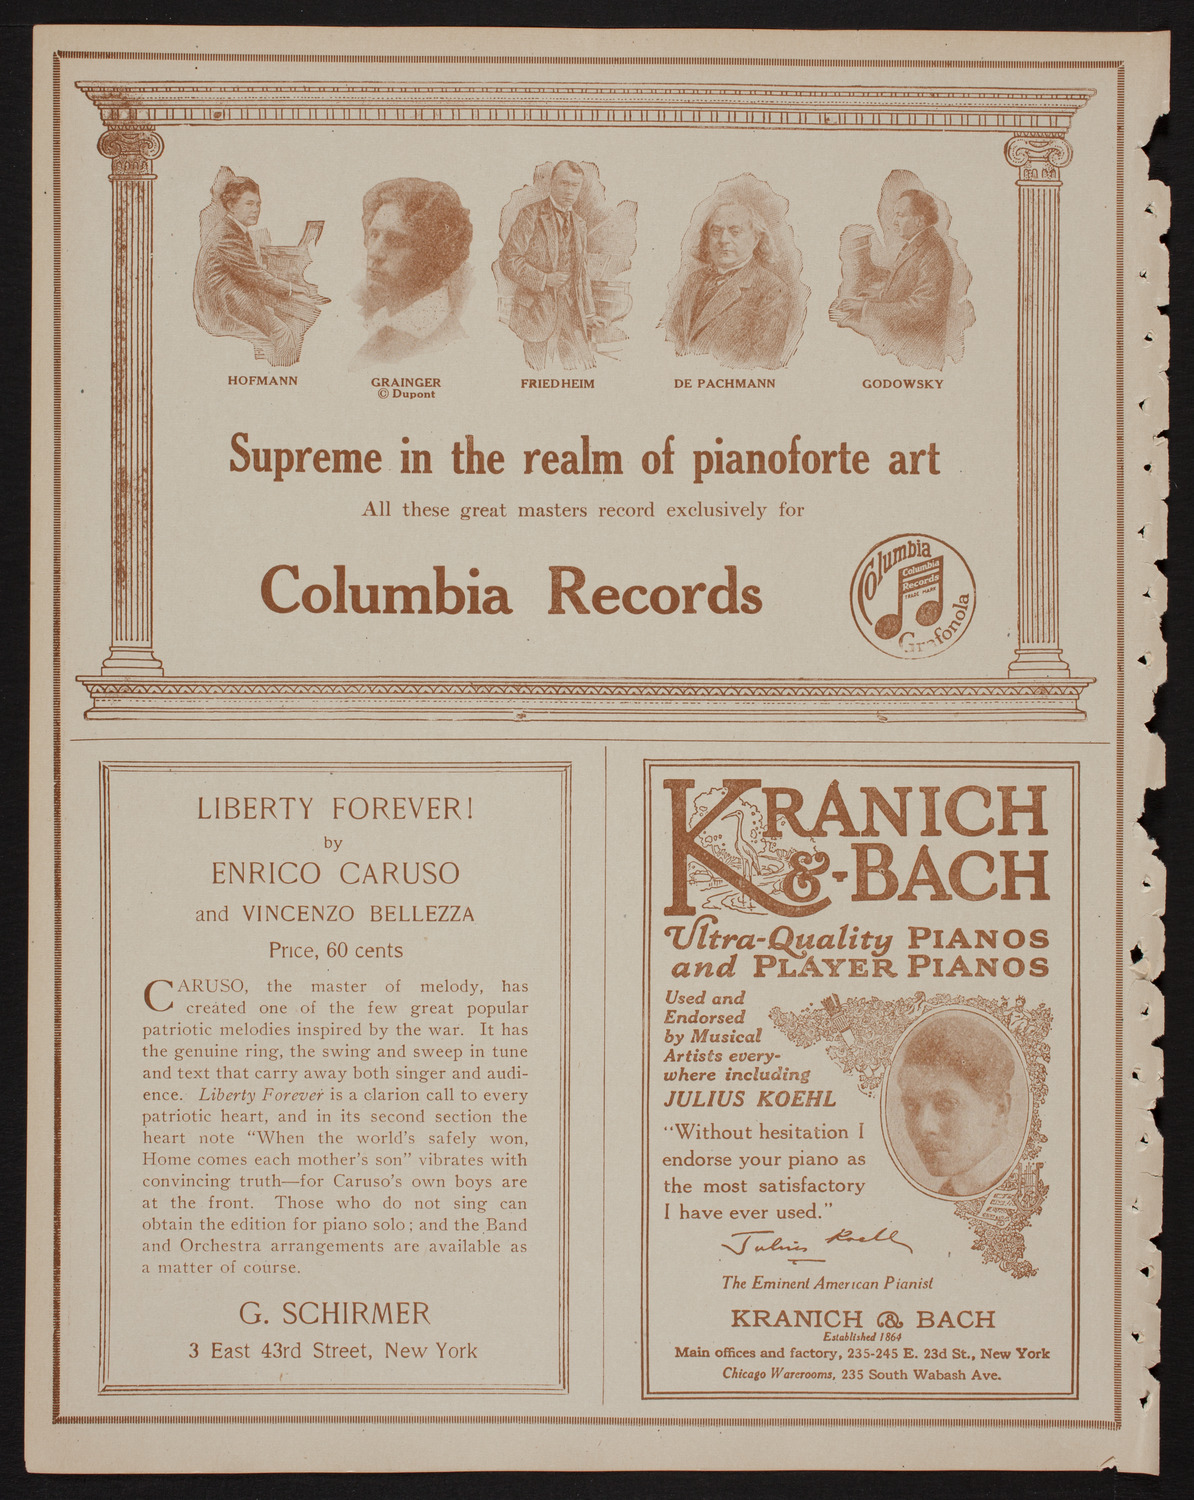 HOFMANN
GRAINGER
© Dupont
FRIEDHEIM
DE PACHMANN
GODOWSKY
Supreme in the realm of pianoforte art
All these great masters record exclusively for
Columbia Records
Columbia
Columbia
Records
TRADE MARK
Grafonola
LIBERTY FOREVER!
by
ENRICO CARUSO
and VINCENZO BELLEZZA
Price, 60 cents
CARUSO, the master of melody, has
created one of the few great popular
patriotic melodies inspired by the war. It has
the genuine ring, the swing and sweep in tune
and text that carry away both singer and audi-
ence. Liberty Forever is a clarion call to every
patriotic heart, and in its second section the
heart note "When the world's safely won,
Home comes each mother's son" vibrates with
convincing truth—for Caruso's own boys are
at the front. Those who do not sing can
obtain the edition for piano solo; and the Band
and Orchestra arrangements are available as
a matter of course.
G. SCHIRMER
3 East 43rd Street, New York
KRANICH
&-BACH
Ultra-Quality PIANOS
and PLAYER PIANOS
Used and
Endorsed
by Musical
Artists every-
where including
JULIUS KOEHL
"Without hesitation I
endorse your piano as
the most satisfactory
I have ever used."
Julius Koehl
The Eminent American Pianist
KRANICH & BACH
Established 1864
Main offices and factory, 235-245 E. 23d St., New York
Chicago Warerooms, 235 South Wabash Ave.